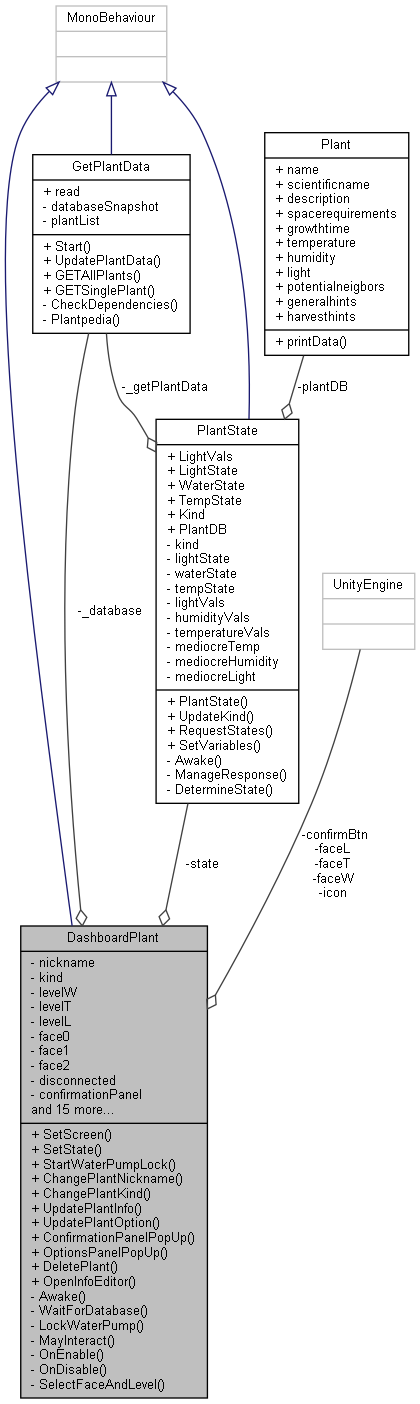 MonoBehaviour
GetPlantData
+ read
- databaseSnapshot
- plantList
+ Start()
+ UpdatePlantData()
+ GETAllPlants()
+ GETSinglePlant()
- CheckDependencies()
- Plantpedia()
Plant
+ name
+ scientificname
+ description
+ spacerequirements
+ growthtime
+ temperature
+ humidity
+ light
+ potentialneigbors
+ generalhints
+ harvesthints
+ printData()
-_getPlantData
-plantDB
PlantState
+ LightVals
+ LightState
+ WaterState
+ TempState
+ Kind
+ PlantDB
- kind
- lightState
- waterState
- tempState
- lightVals
- humidityVals
- temperatureVals
- mediocreTemp
- mediocreHumidity
- mediocreLight
+ PlantState()
+ UpdateKind()
+ RequestStates()
+ SetVariables()
- Awake()
- ManageResponse()
- DetermineState()
UnityEngine
-_database
-state
-confirmBtn
-faceL
-faceT
-faceW
-icon
DashboardPlant
- nickname
- kind
- levelW
- levelT
- levelL
- face0
- face1
- face2
- disconnected
- confirmationPanel
and 15 more...
+ SetScreen()
+ SetState()
+ StartWaterPumpLock()
+ ChangePlantNickname()
+ ChangePlantKind()
+ UpdatePlantInfo()
+ UpdatePlantOption()
+ ConfirmationPanelPopUp()
+ OptionsPanelPopUp()
+ DeletePlant()
+ OpenInfoEditor()
- Awake()
- WaitForDatabase()
- LockWaterPump()
- MayInteract()
- OnEnable()
- OnDisable()
- SelectFaceAndLevel()